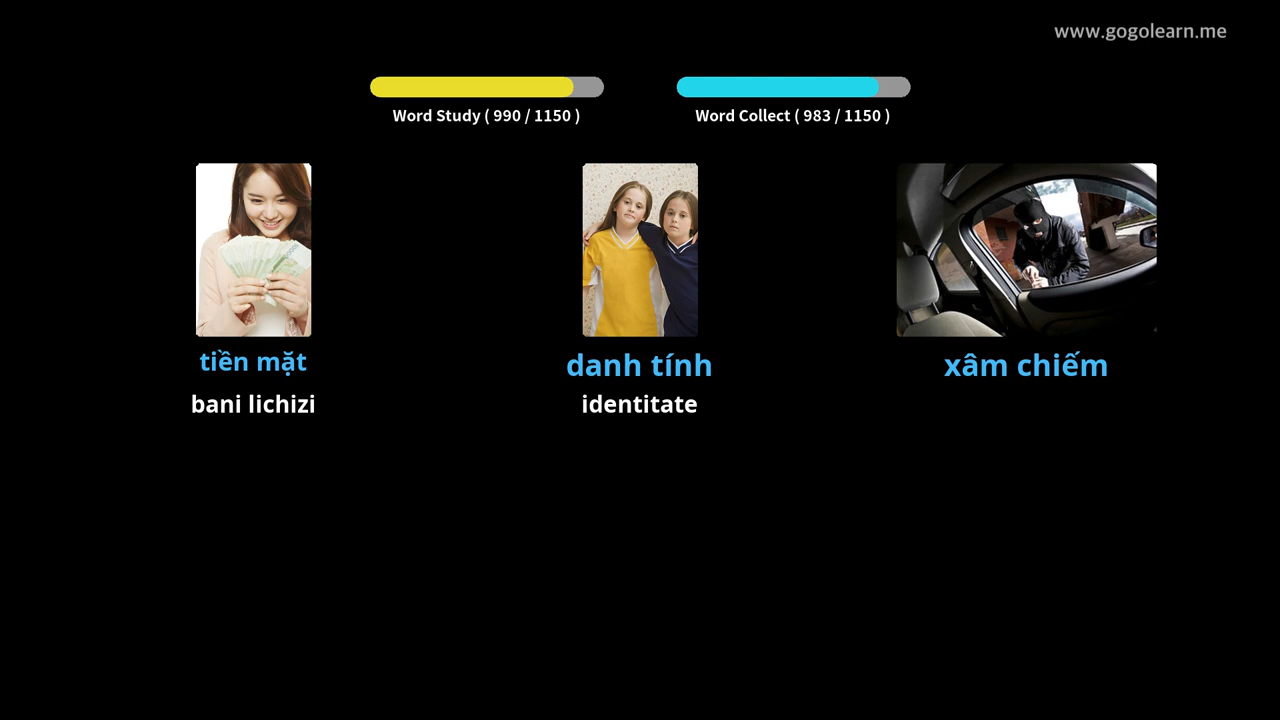 www.gogolearn.me
Word Study ( 990 / 1150 )
Word Collect ( 983 / 1150 )
tiền mặt
danh tính
xâm chiếm
bani lichizi
identitate